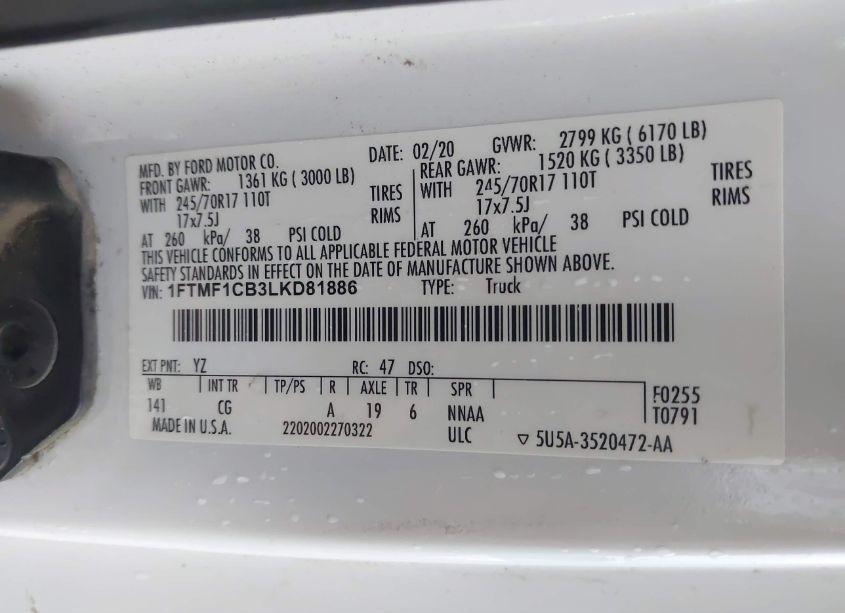 MFD. BY FORD MOTOR CO. DATE: 02/20 GVWR: 2799 KG ( 6170 LB)
FRONT GAWR: 1361 KG ( 3000 LB) REAR GAWR: 1520 KG ( 3350 LB)
WITH 245/70R17 110T TIRES WITH 245/70R17 110T TIRES
17x7.5J RIMS 17x7.5J RIMS
AT 260 kPa/ 38 PSI COLD AT 260 kPa/ 38 PSI COLD
THIS VEHICLE CONFORMS TO ALL APPLICABLE FEDERAL MOTOR VEHICLE
SAFETY STANDARDS IN EFFECT ON THE DATE OF MANUFACTURE SHOWN ABOVE.
VIN: 1FTMF1CB3LKD81886 TYPE: Truck
EXT PNT: YZ RC: 47 DSO:
WB INT TR TP/PS R AXLE TR SPR F0255
141 CG A 19 6 NNAA T0791
MADE IN U.S.A. 2202002270322 ULC ▽ 5U5A-3520472-AA